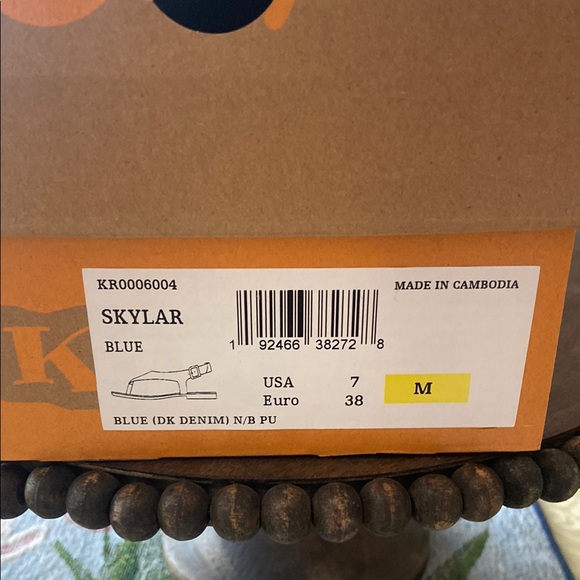 KR0006004 MADE IN CAMBODIA
SKYLAR
BLUE
1 92466 38272 8
USA 7
Euro 38
M
BLUE (DK DENIM) N/B PU
K